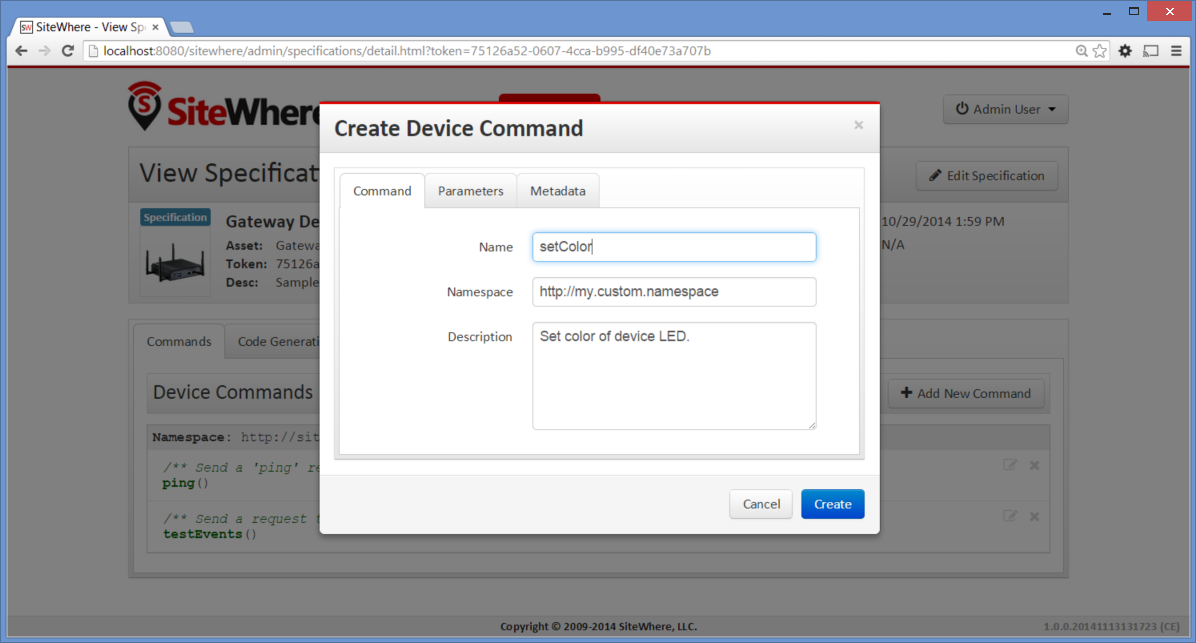 SiteWhere - View Sp
localhost:8080/sitewhere/admin/specifications/detail.html?token=75126a52-0607-4cca-b995-df40e73a707b
SiteWhere
Admin User
Create Device Command
View Specificat
Edit Specification
Command
Parameters
Metadata
Specification
Gateway De
10/29/2014 1:59 PM
Asset: Gatewa
N/A
Token: 75126a
Desc: Sample
Name
setColor
Namespace
http://my.custom.namespace
Description
Set color of device LED.
Commands
Code Generati
Device Commands
Add New Command
Namespace: http://sit
/** Send a 'ping' re
ping()
/** Send a request t
testEvents()
Cancel
Create
Copyright © 2009-2014 SiteWhere, LLC.
1.0.0.20141113131723 (CE)